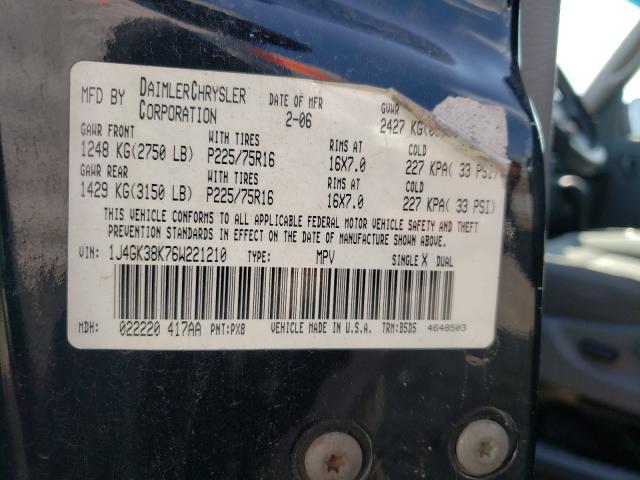 MFD BY DAIMLERCHRYSLER CORPORATION DATE OF MFR 2-06 GVWR 2427 KG(
GAWR FRONT WITH TIRES RIMS AT COLD
1248 KG(2750 LB) P225/75R16 16X7.0 227 KPA( 33 PSI)
GAWR REAR WITH TIRES RIMS AT COLD
1429 KG(3150 LB) P225/75R16 16X7.0 227 KPA( 33 PSI)
THIS VEHICLE CONFORMS TO ALL APPLICABLE FEDERAL MOTOR VEHICLE SAFETY AND THEFT
PREVENTION STANDARDS IN EFFECT ON THE DATE OF MANUFACTURE SHOWN ABOVE.
VIN: 1J4GK38K76W221210 TYPE: MPV SINGLE X DUAL
MDH: 022220 417AA PNT:PX8 VEHICLE MADE IN U.S.A. TRM:B5D5 4648503